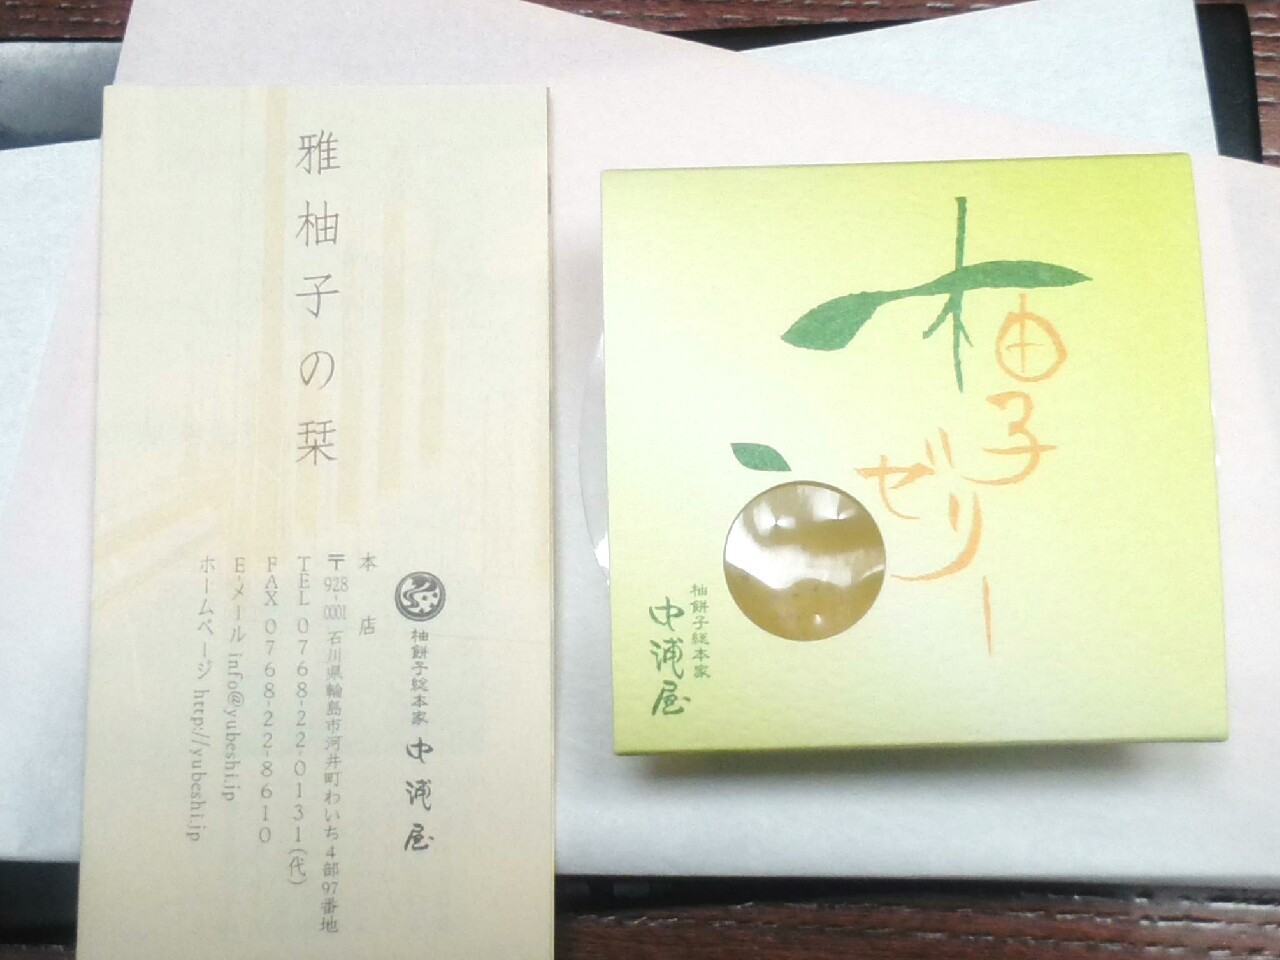 雅柚子の栞
柚餅子総本家 中浦屋
本店
〒928-0001 石川県輪島市河井町わいち4部97番地
TEL 0768-22-0131(代)
FAX 0768-22-8610
E-メール info@yubeshi.jp
ホームページ http://yubeshi.jp
柚子
ゼリー
柚餅子総本家
中浦屋